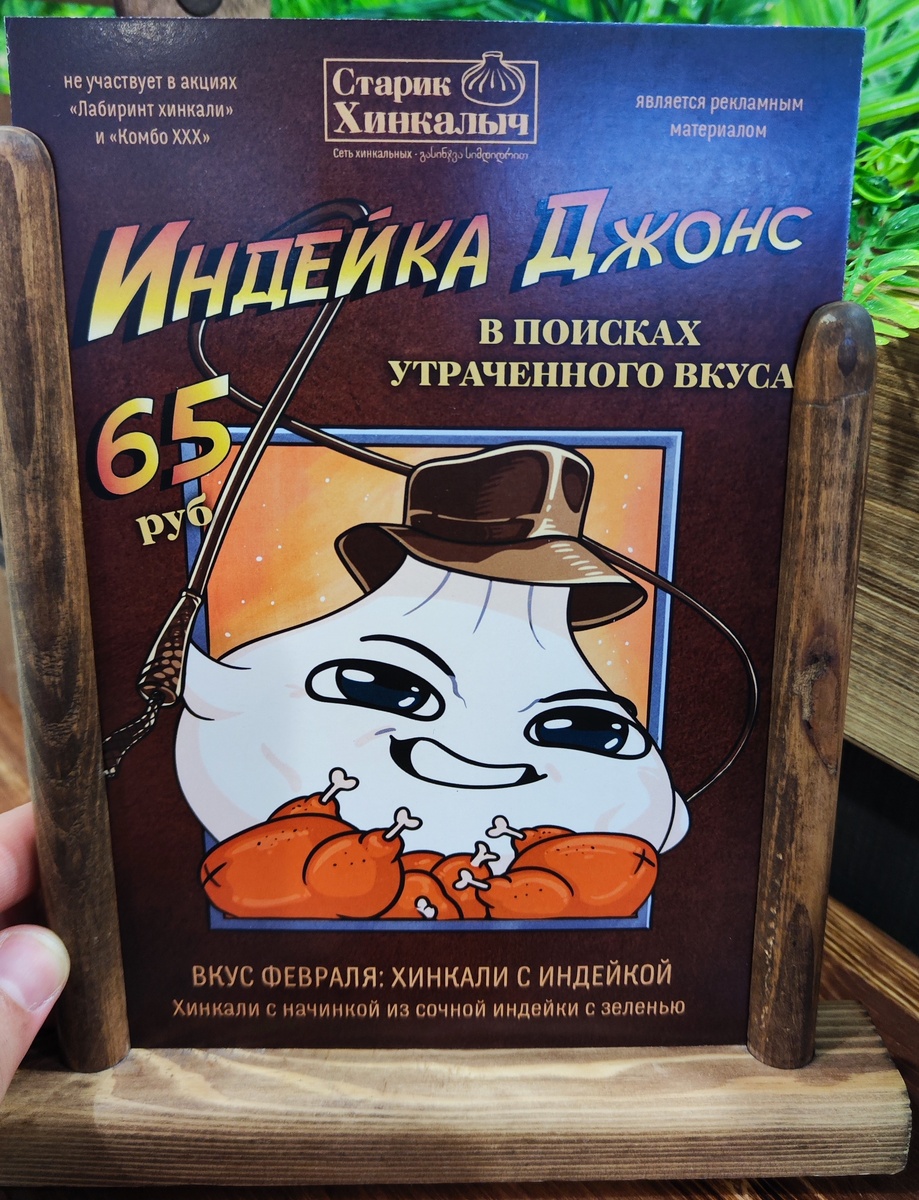 не участвует в акциях
«Лабиринт хинкали»
и «Комбо XXX»
Старик
Хинкалыч
Сеть хинкальных ·
является рекламным
материалом
Индейка Джонс
В ПОИСКАХ
УТРАЧЕННОГО ВКУСА
65
руб
ВКУС ФЕВРАЛЯ: ХИНКАЛИ С ИНДЕЙКОЙ
Хинкали с начинкой из сочной индейки с зеленью